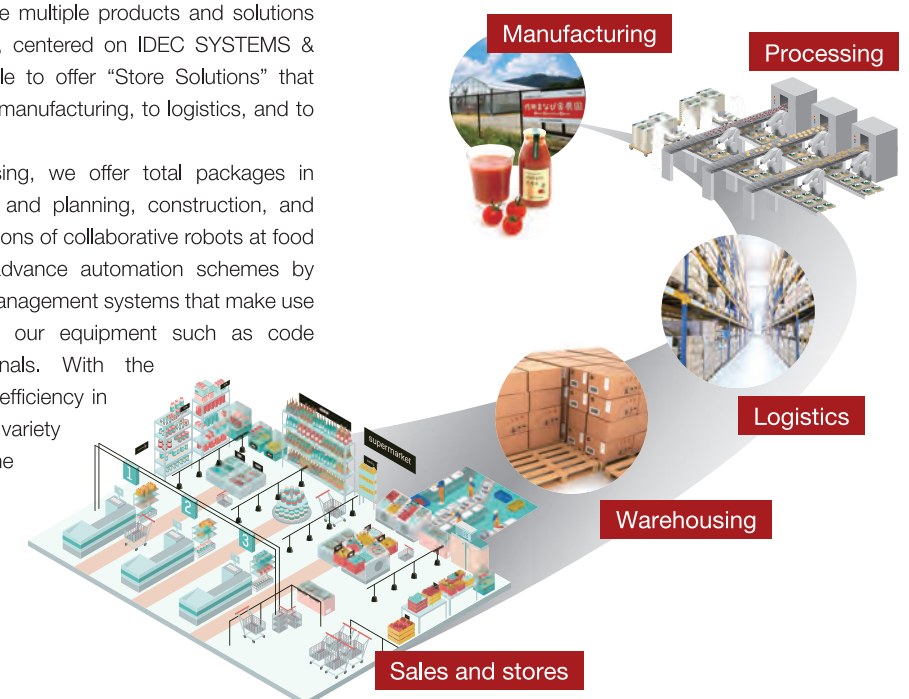 e multiple products and solutions
, centered on IDEC SYSTEMS &
le to offer “Store Solutions” that
manufacturing, to logistics, and to
sing, we offer total packages in
and planning, construction, and
ions of collaborative robots at food
advance automation schemes by
management systems that make use
our equipment such as code
nals. With the
efficiency in
variety
ne
Manufacturing
Processing
Logistics
Warehousing
Sales and stores
supermarket
1
2
3